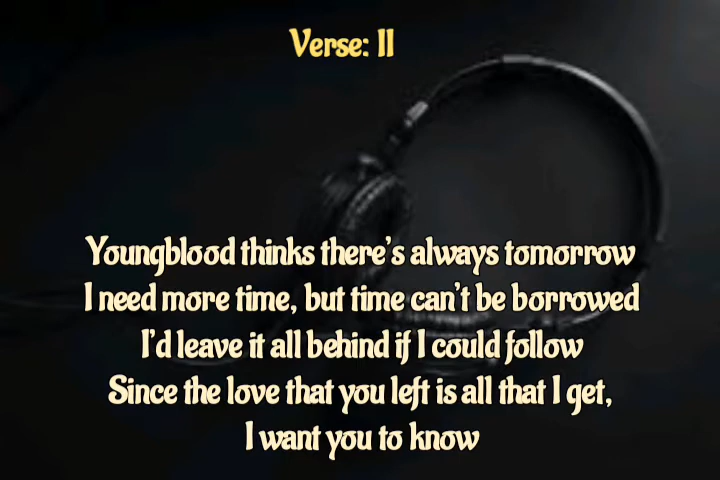 Verse: II
Youngblood thinks there's always tomorrow
I need more time, but time can't be borrowed
I'd leave it all behind if I could follow
Since the love that you left is all that I get,
I want you to know